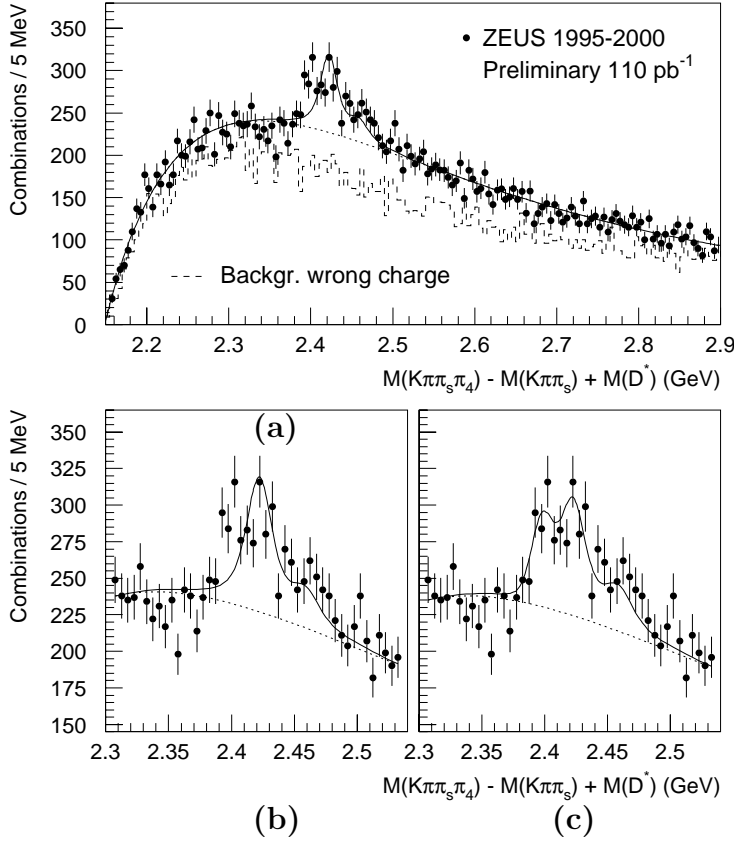 Combinations / 5 MeV
350
300
250
200
150
100
50
0
ZEUS 1995-2000
Preliminary 110 pb⁻¹
Backgr. wrong charge
2.2 2.3 2.4 2.5 2.6 2.7 2.8 2.9
M(Kππₛπ₄) - M(Kππₛ) + M(D*) (GeV)
(a)
Combinations / 5 MeV
350
325
300
275
250
225
200
175
150
2.3 2.35 2.4 2.45 2.5
2.3 2.35 2.4 2.45 2.5
M(Kππₛπ₄) - M(Kππₛ) + M(D*) (GeV)
(b) (c)